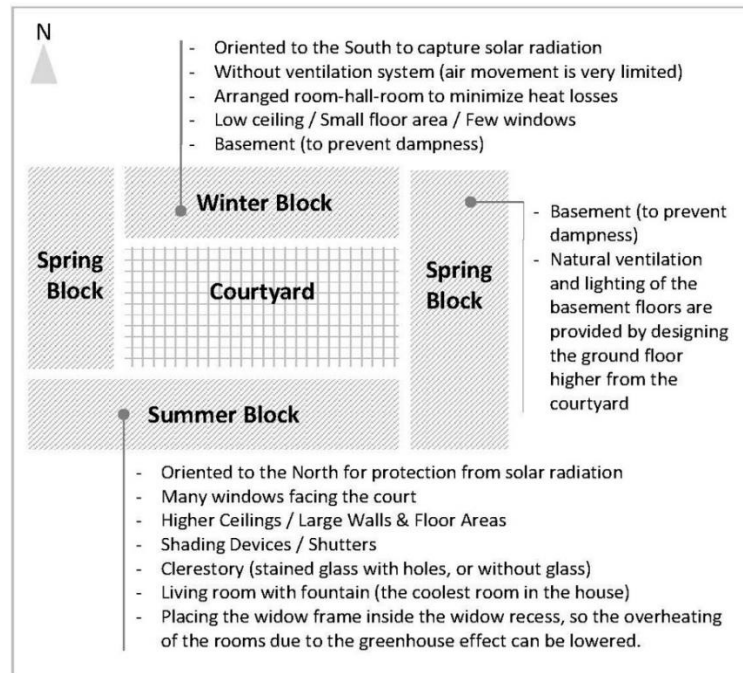 N
- Oriented to the South to capture solar radiation
- Without ventilation system (air movement is very limited)
- Arranged room-hall-room to minimize heat losses
- Low ceiling / Small floor area / Few windows
- Basement (to prevent dampness)
Winter Block
Spring
Block
Courtyard
Spring
Block
- Basement (to prevent
dampness)
- Natural ventilation
and lighting of the
basement floors are
provided by designing
the ground floor
higher from the
courtyard
Summer Block
- Oriented to the North for protection from solar radiation
- Many windows facing the court
- Higher Ceilings / Large Walls & Floor Areas
- Shading Devices / Shutters
- Clerestory (stained glass with holes, or without glass)
- Living room with fountain (the coolest room in the house)
- Placing the widow frame inside the widow recess, so the overheating
of the rooms due to the greenhouse effect can be lowered.